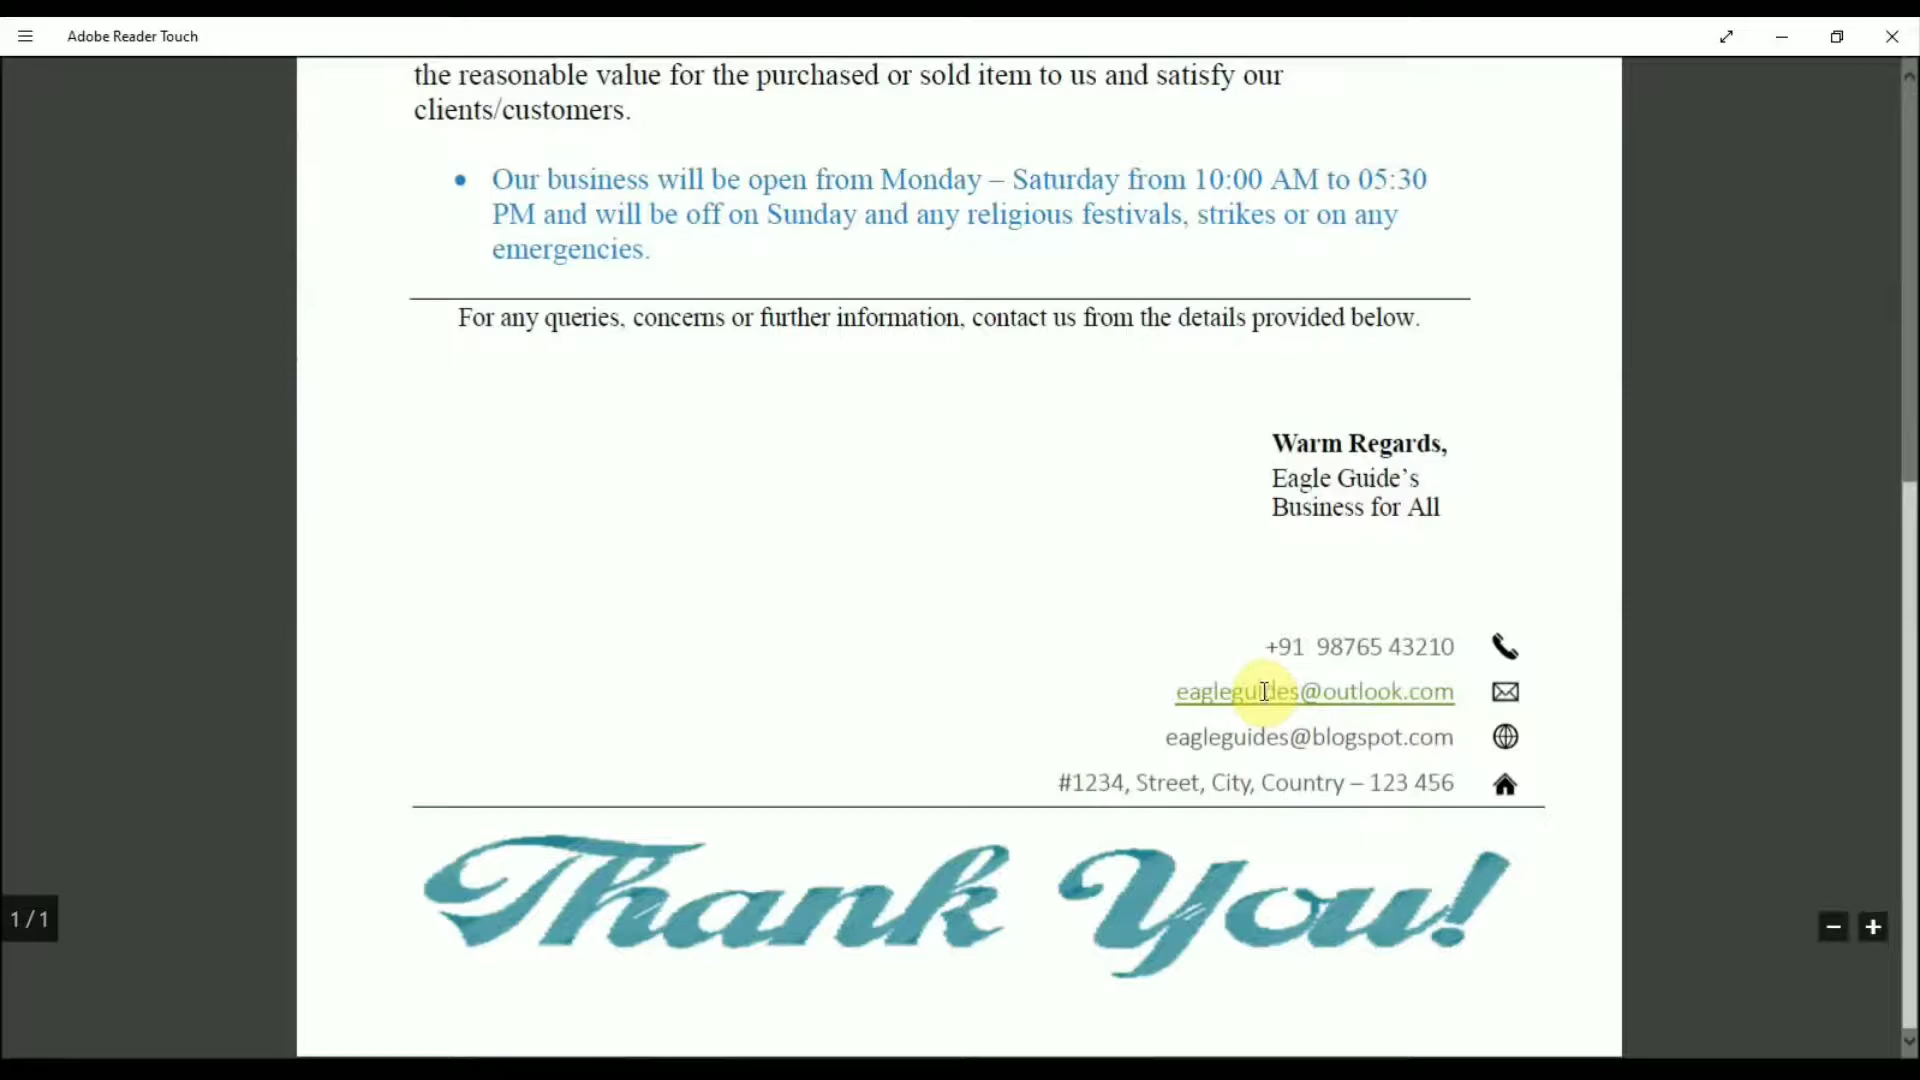 Adobe Reader Touch
the reasonable value for the purchased or sold item to us and satisfy our
clients/customers.
• Our business will be open from Monday – Saturday from 10:00 AM to 05:30
PM and will be off on Sunday and any religious festivals, strikes or on any
emergencies.
For any queries, concerns or further information, contact us from the details provided below.
Warm Regards,
Eagle Guide's
Business for All
+91 98765 43210
eagleguides@outlook.com
eagleguides@blogspot.com
#1234, Street, City, Country – 123 456
Thank You!
1 / 1